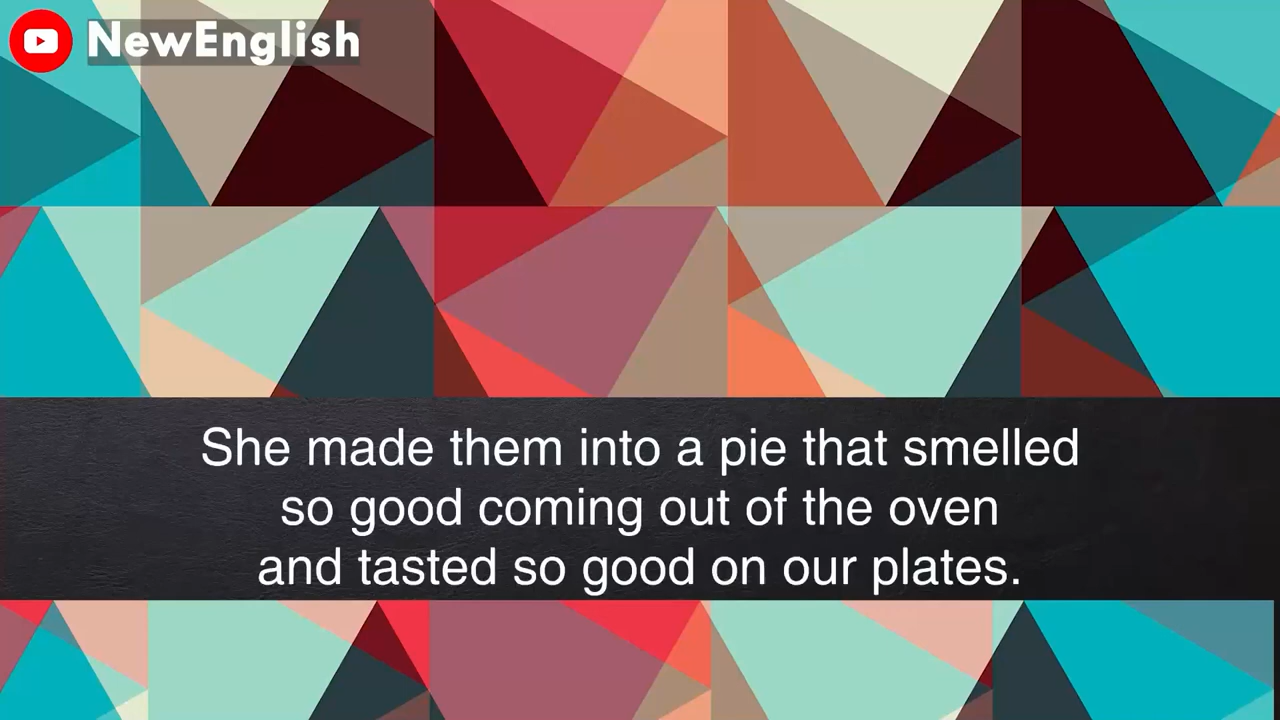 NewEnglish
She made them into a pie that smelled
so good coming out of the oven
and tasted so good on our plates.